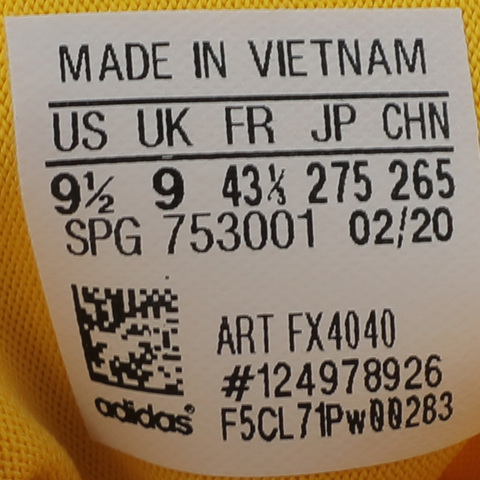 MADE IN VIETNAM
US UK FR JP CHN
9½ 9 43⅓ 275 265
SPG 753001 02/20
ART FX4040
#124978926
adidas®
F5CL71Pw00283